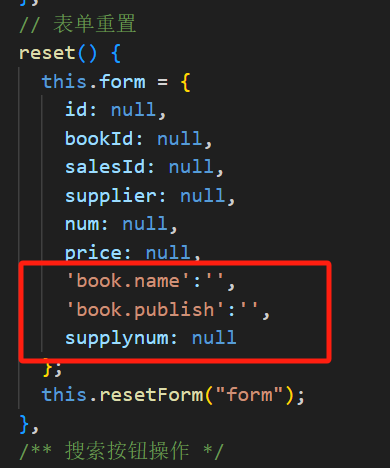 },
// 表单重置
reset() {
this.form = {
id: null,
bookId: null,
salesId: null,
supplier: null,
num: null,
price: null,
'book.name':'',
'book.publish':'',
supplynum: null
};
this.resetForm("form");
},
/** 搜索按钮操作 */